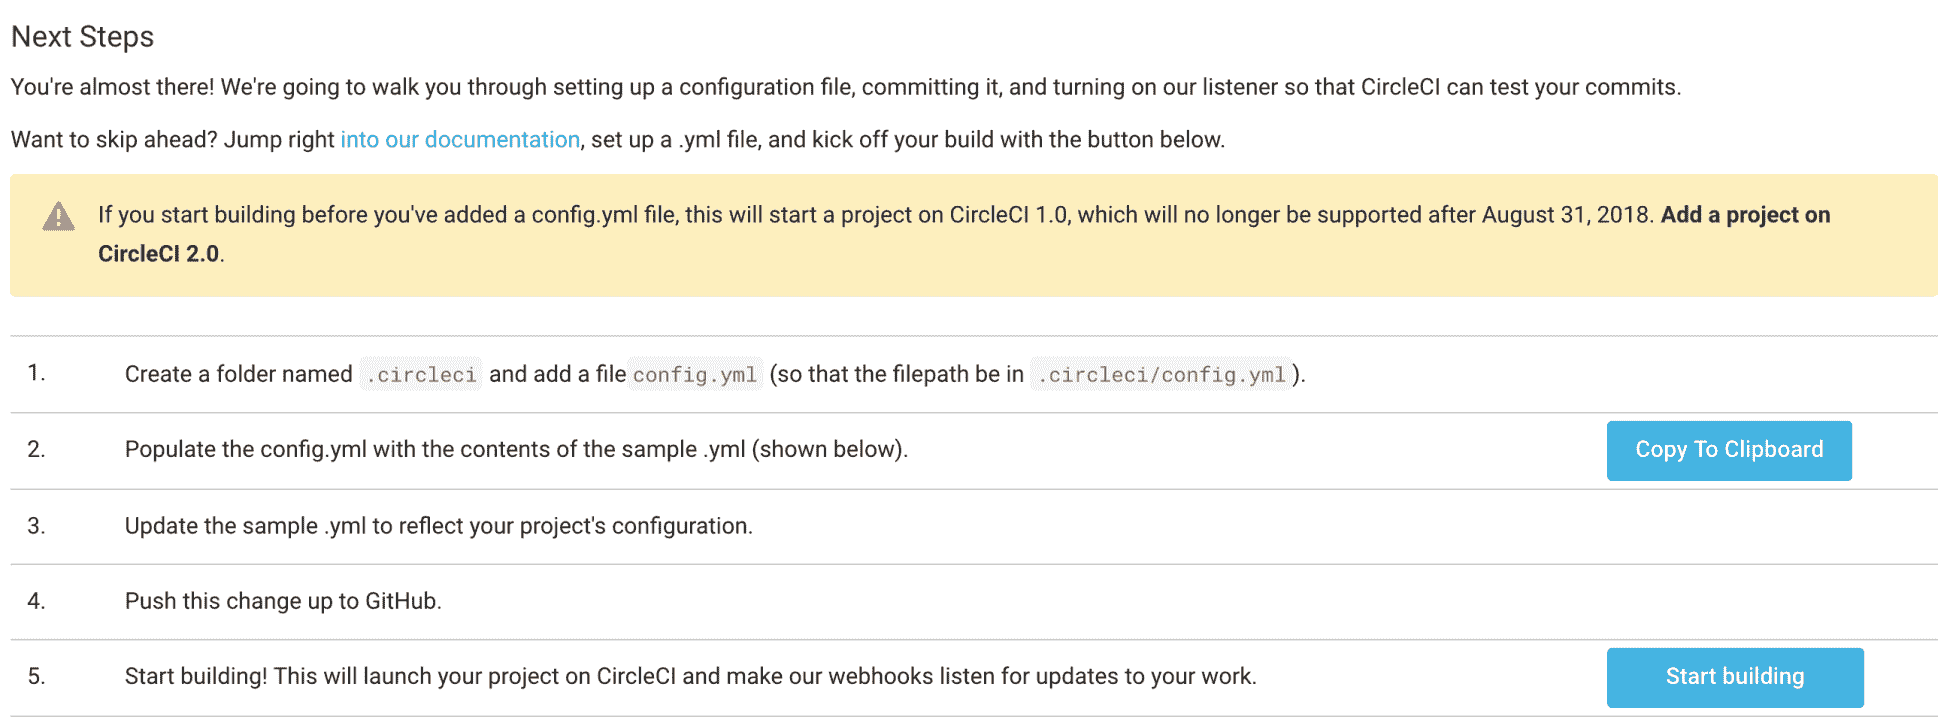 Next Steps
You're almost there! We're going to walk you through setting up a configuration file, committing it, and turning on our listener so that CircleCI can test your commits.
Want to skip ahead? Jump right into our documentation, set up a .yml file, and kick off your build with the button below.
If you start building before you've added a config.yml file, this will start a project on CircleCI 1.0, which will no longer be supported after August 31, 2018. Add a project on
CircleCI 2.0.
1. Create a folder named .circleci and add a file config.yml (so that the filepath be in .circleci/config.yml ).
2. Populate the config.yml with the contents of the sample .yml (shown below). Copy To Clipboard
3. Update the sample .yml to reflect your project's configuration.
4. Push this change up to GitHub.
5. Start building! This will launch your project on CircleCI and make our webhooks listen for updates to your work. Start building